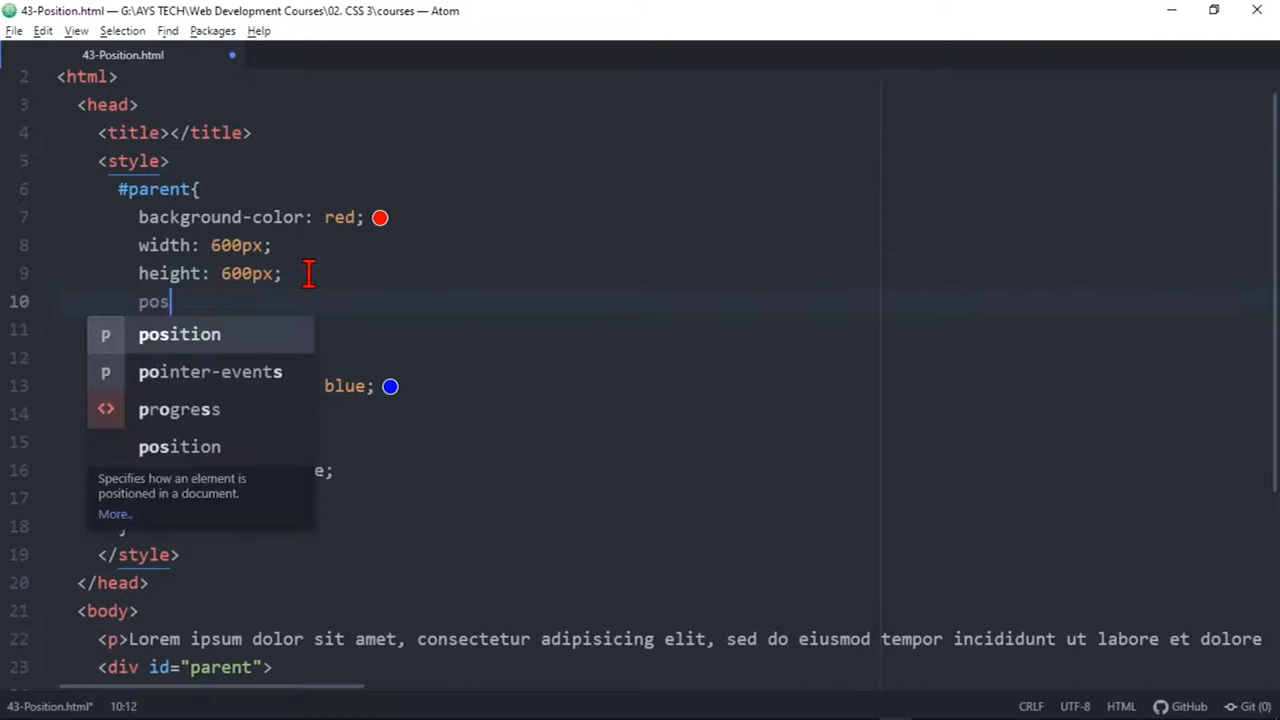 43-Position.html — G:\AYS TECH\Web Development Courses\02. CSS 3\courses — Atom
File Edit View Selection Find Packages Help
43-Position.html
2 <html>
3 <head>
4 <title></title>
5 <style>
6 #parent{
7 background-color: red;
8 width: 600px;
9 height: 600px;
10 pos
11
p position
12
p pointer-events
13 blue;
<> progress
14
15 position
16 e;
Specifies how an element is
17 positioned in a document.
More..
18 }
19 </style>
20 </head>
21 <body>
22 <p>Lorem ipsum dolor sit amet, consectetur adipisicing elit, sed do eiusmod tempor incididunt ut labore et dolore
23 <div id="parent">
43-Position.html* 10:12 CRLF UTF-8 HTML GitHub Git (0)